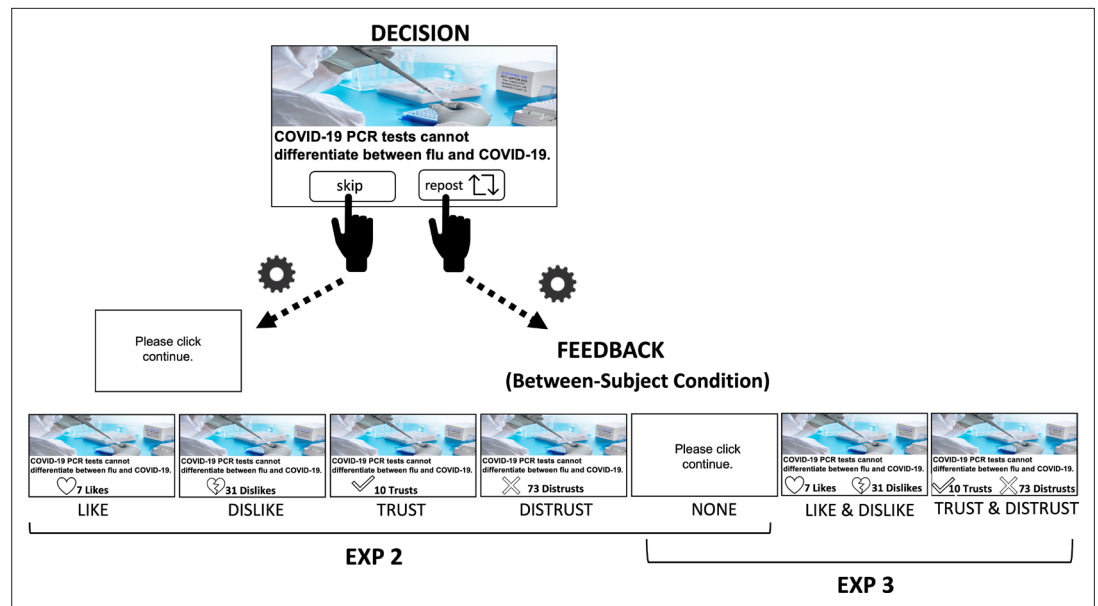 DECISION
COVID-19 PCR tests cannot
differentiate between flu and COVID-19.
skip
repost
Please click
continue.
FEEDBACK
(Between-Subject Condition)
COVID-19 PCR tests cannot
differentiate between flu and COVID-19.
7 Likes
LIKE
COVID-19 PCR tests cannot
differentiate between flu and COVID-19.
31 Dislikes
DISLIKE
COVID-19 PCR tests cannot
differentiate between flu and COVID-19.
10 Trusts
TRUST
COVID-19 PCR tests cannot
differentiate between flu and COVID-19.
73 Distrusts
DISTRUST
Please click
continue.
NONE
COVID-19 PCR tests cannot
differentiate between flu and COVID-19.
7 Likes 31 Dislikes
LIKE & DISLIKE
COVID-19 PCR tests cannot
differentiate between flu and COVID-19.
10 Trusts 73 Distrusts
TRUST & DISTRUST
EXP 2
EXP 3